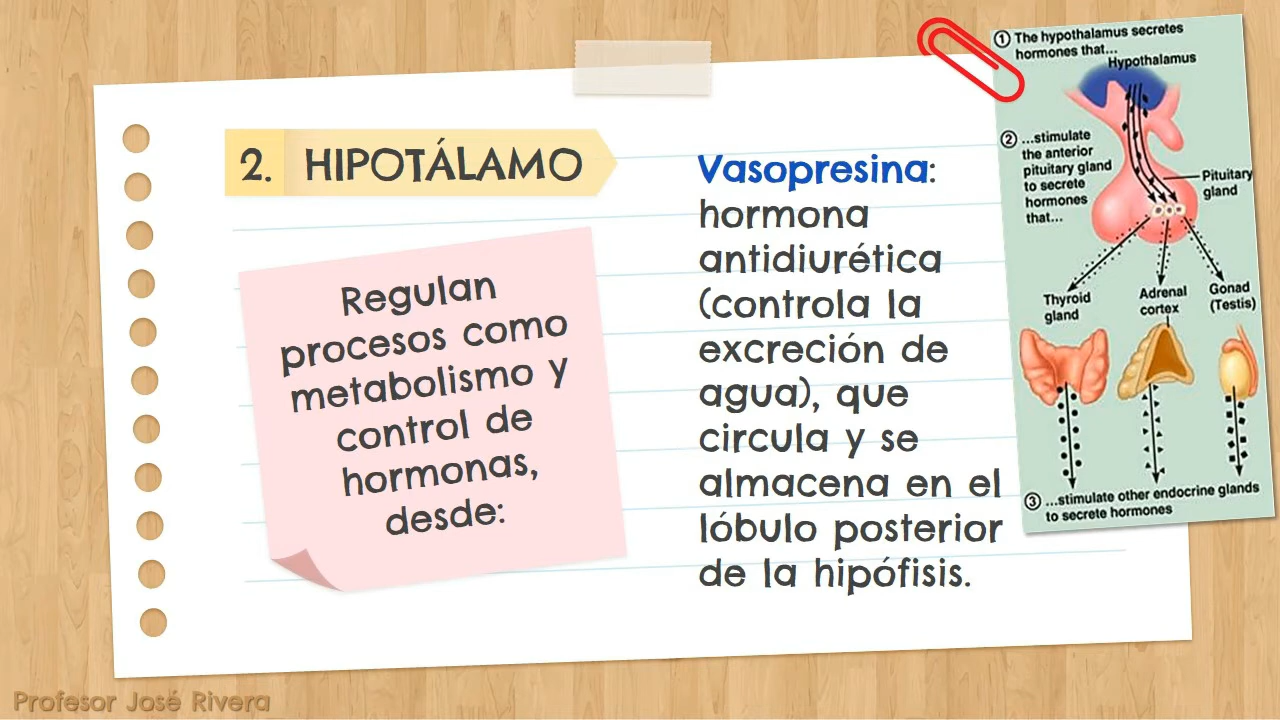 2. HIPOTÁLAMO
Regulan
procesos como
metabolismo y
control de
hormonas,
desde:
Vasopresina:
hormona
antidiurética
(controla la
excreción de
agua), que
circula y se
almacena en el
lóbulo posterior
de la hipófisis.
① The hypothalamus secretes
hormones that...
Hypothalamus
② ...stimulate
the anterior
pituitary gland
to secrete
hormones
that...
Pituitary
gland
Thyroid
gland
Adrenal
cortex
Gonad
(Testis)
③ ...stimulate other endocrine glands
to secrete hormones
Profesor José Rivera